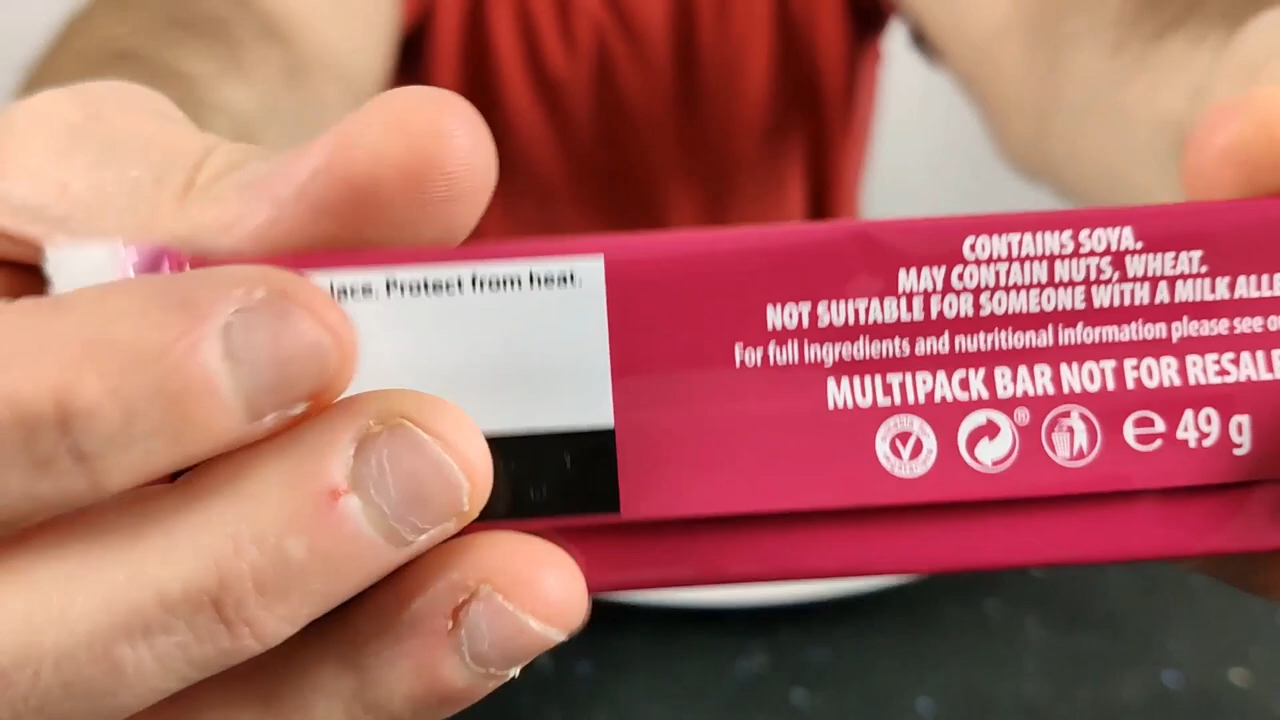 Protect from heat.
CONTAINS SOYA.
MAY CONTAIN NUTS, WHEAT.
NOT SUITABLE FOR SOMEONE WITH A MILK ALLE
For full ingredients and nutritional information please see o
MULTIPACK BAR NOT FOR RESALE
® e 49 g